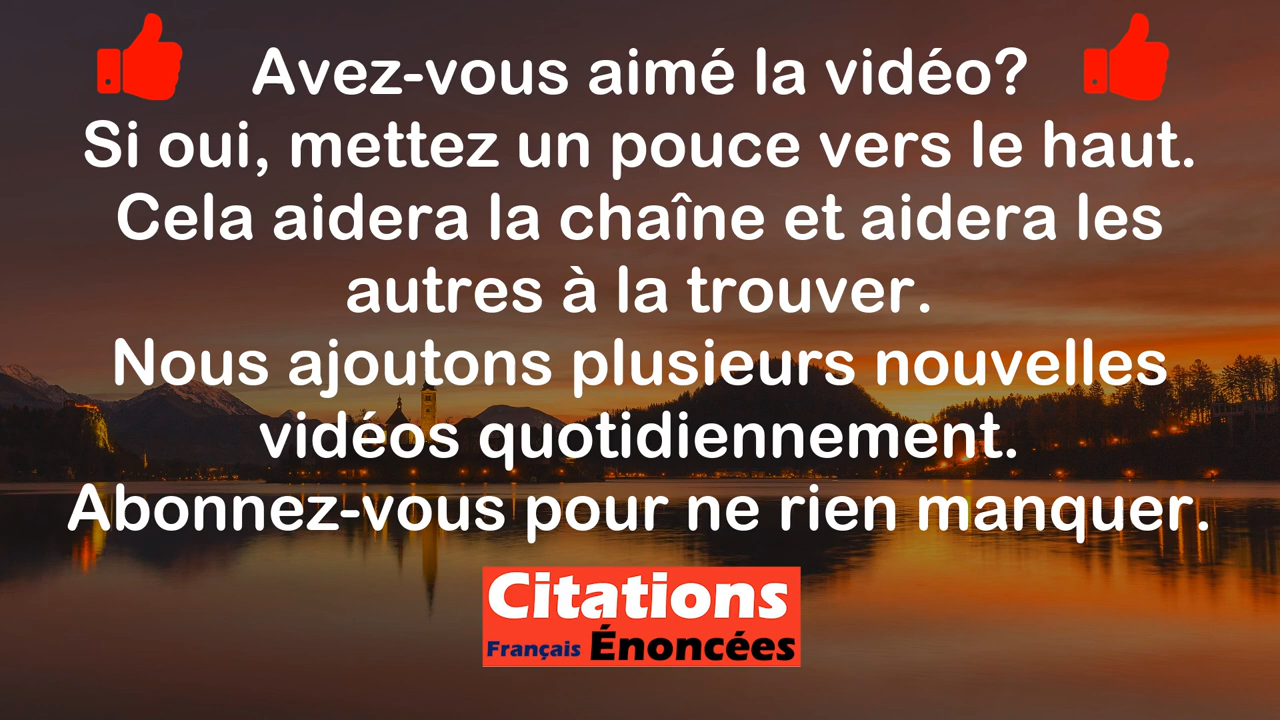 Avez-vous aimé la vidéo?
Si oui, mettez un pouce vers le haut.
Cela aidera la chaîne et aidera les
autres à la trouver.
Nous ajoutons plusieurs nouvelles
vidéos quotidiennement.
Abonnez-vous pour ne rien manquer.
Citations
Français Énoncées